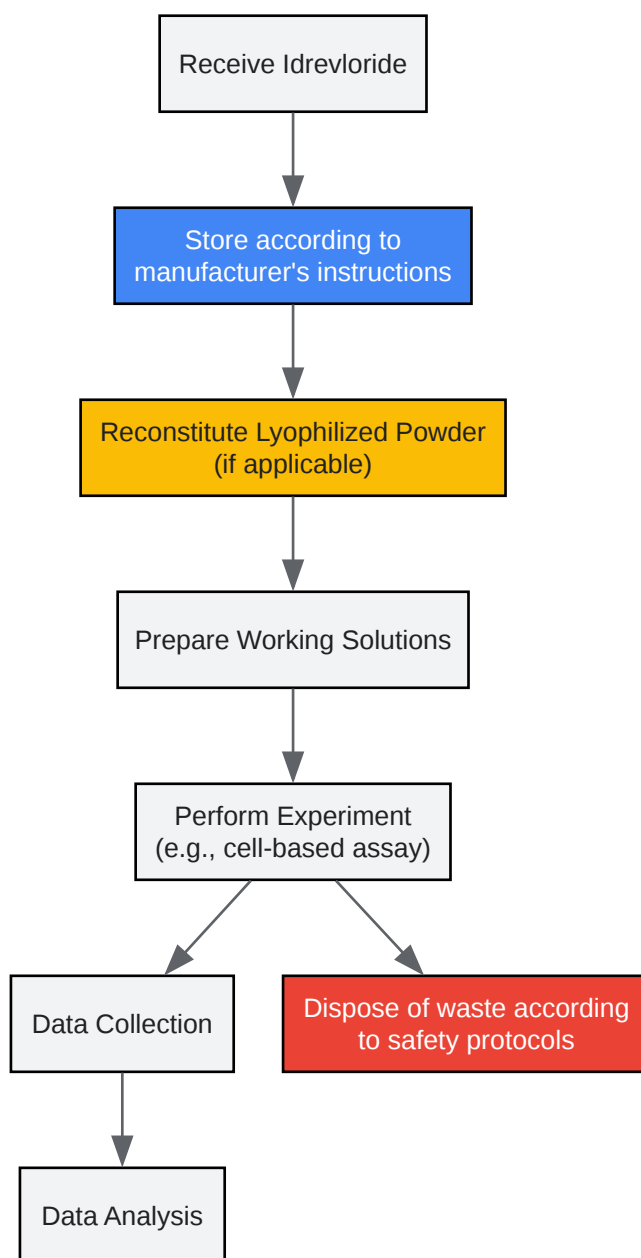 Receive Idrevloride
Store according to
manufacturer's instructions
Reconstitute Lyophilized Powder
(if applicable)
Prepare Working Solutions
Perform Experiment
(e.g., cell-based assay)
Data Collection
Dispose of waste according
to safety protocols
Data Analysis